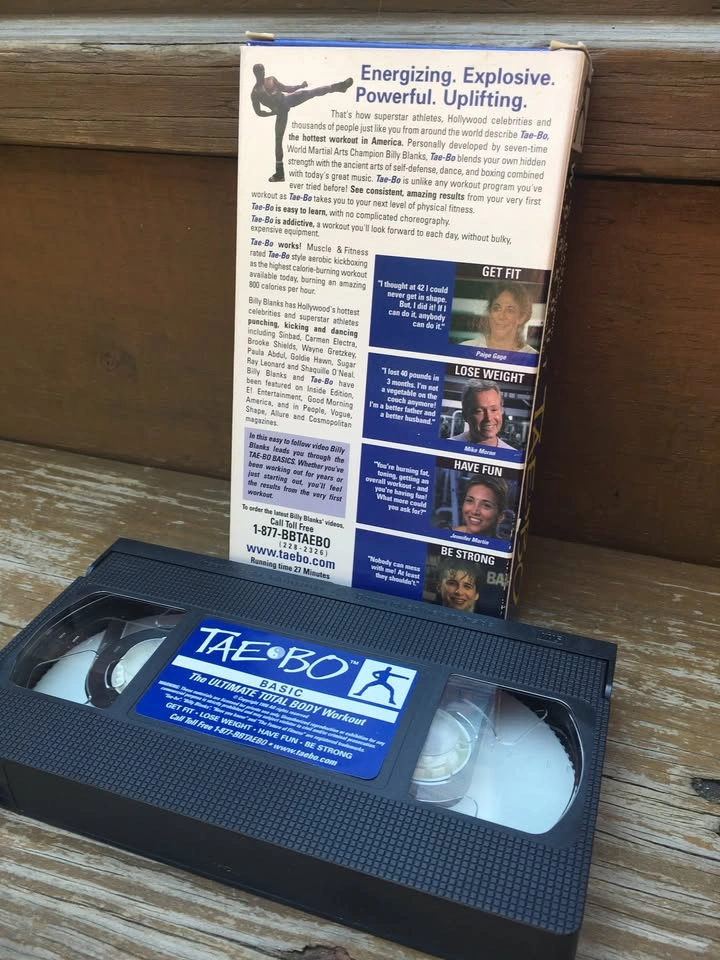 Energizing. Explosive.
Powerful. Uplifting.
That's how superstar athletes, Hollywood celebrities and
thousands of people just like you from around the world describe Tae-Bo,
the hottest workout in America. Personally developed by seven-time
World Martial Arts Champion Billy Blanks, Tae-Bo blends your own hidden
strength with the ancient arts of self-defense, dance, and boxing combined
with today's great music. Tae-Bo is unlike any workout program you've
ever tried before! See consistent, amazing results from your very first
workout as Tae-Bo takes you to your next level of physical fitness.
Tae-Bo is easy to learn, with no complicated choreography.
Tae-Bo is addictive, a workout you'll look forward to each day, without bulky,
expensive equipment.
Tae-Bo works! Muscle & Fitness
rated Tae-Bo style aerobic kickboxing
as the highest calorie-burning workout
available today, burning an amazing
800 calories per hour.
Billy Blanks has Hollywood's hottest
celebrities and superstar athletes
punching, kicking and dancing
including Sinbad, Carmen Electra,
Brooke Shields, Wayne Gretzkey,
Paula Abdul, Goldie Hawn, Sugar
Ray Leonard and Shaquille O'Neal.
Billy Blanks and Tae-Bo have
been featured on Inside Edition,
E! Entertainment, Good Morning
America, and in People, Vogue,
Shape, Allure and Cosmopolitan
magazines.
In this easy to follow video Billy
Blanks leads you through the
TAE-BO BASICS. Whether you've
been working out for years or
just starting out, you'll feel
the results from the very first
workout.
To order the latest Billy Blanks' videos,
Call Toll Free
1-877-BBTAEBO
(228-2326)
www.taebo.com
Running time 27 Minutes
GET FIT
"I thought at 42 I could
never get in shape.
But, I did it! If I
can do it, anybody
can do it."
Paige Gage
LOSE WEIGHT
"I lost 40 pounds in
3 months. I'm not
a vegetable on the
couch anymore!
I'm a better father and
a better husband."
Mike Moran
HAVE FUN
"You're burning fat,
toning, getting an
overall workout - and
you're having fun!
What more could
you ask for?"
Jennifer Martin
BE STRONG
"Nobody can mess
with me! At least
they shouldn't."
BA
TAE BO™
BASIC
The ULTIMATE TOTAL BODY Workout
GET FIT - LOSE WEIGHT - HAVE FUN - BE STRONG
Call Toll Free 1-877-BBTAEBO • www.taebo.com